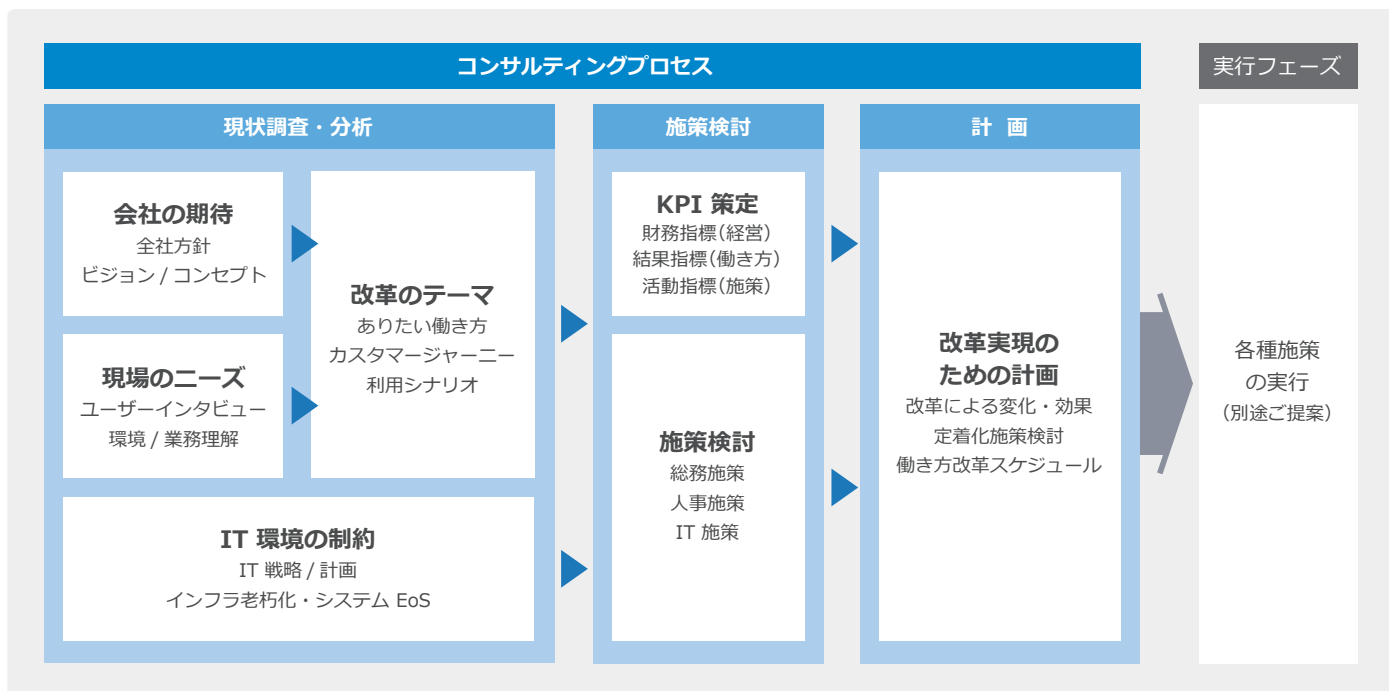 コンサルティングプロセス
実行フェーズ
現状調査・分析
施策検討
計 画
会社の期待
全社方針
ビジョン / コンセプト
現場のニーズ
ユーザーインタビュー
環境 / 業務理解
改革のテーマ
ありたい働き方
カスタマージャーニー
利用シナリオ
IT 環境の制約
IT 戦略 / 計画
インフラ老朽化・システム EoS
KPI 策定
財務指標(経営)
結果指標(働き方)
活動指標(施策)
施策検討
総務施策
人事施策
IT 施策
改革実現の
ための計画
改革による変化・効果
定着化施策検討
働き方改革スケジュール
各種施策
の実行
(別途ご提案)